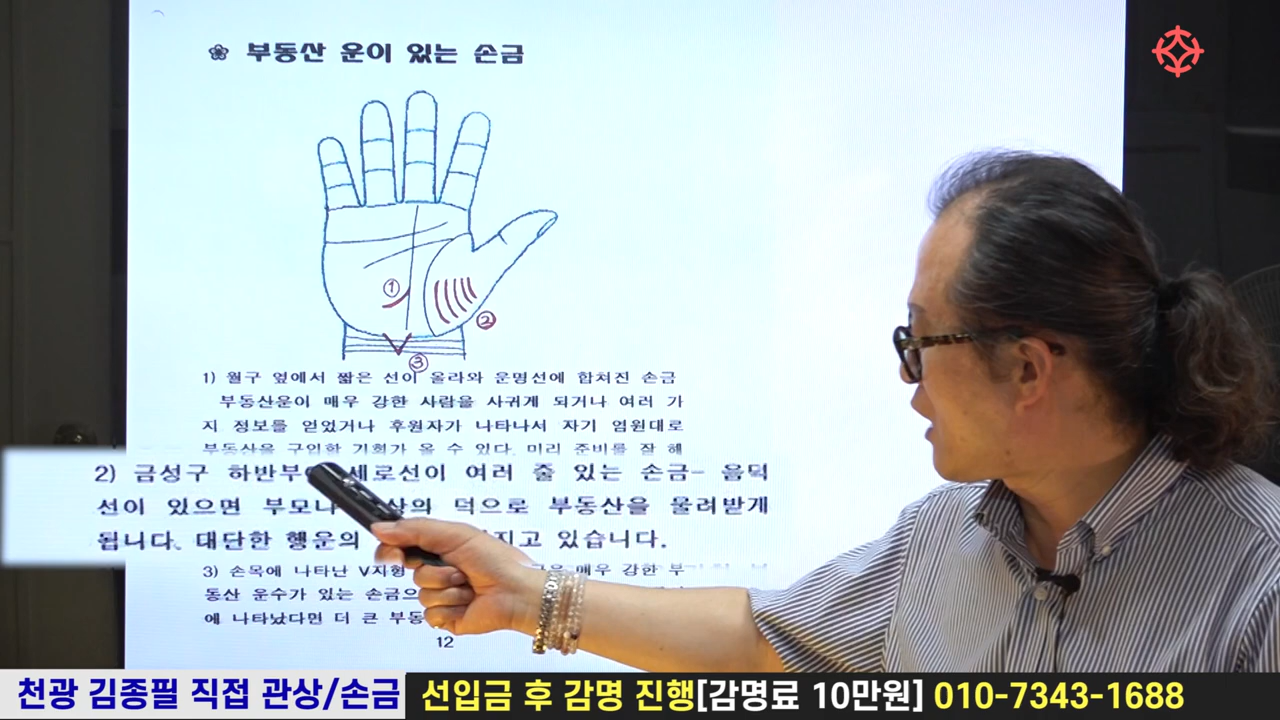 ❀ 부동산 운이 있는 손금
①
②
③
1) 월구 옆에서 짧은 선이 올라와 운명선에 합쳐진 손금
부동산운이 매우 강한 사람을 사귀게 되거나 여러 가
지 정보를 얻었거나 후원자가 나타나서 자기 염원대로
부동산을 구입할 기회가 올 수 있다. 미리 준비를 잘 해
2) 금성구 하반부에 세로선이 여러 줄 있는 손금- 음덕
선이 있으면 부모나 상의 덕으로 부동산을 물려받게
됩니다. 대단한 행운의 지고 있습니다.
3) 손목에 나타난 V지형 매우 강한 부
동산 운수가 있는 손금으
에 나타났다면 더 큰 부동
12
천광 김종필 직접 관상/손금 선입금 후 감명 진행[감명료 10만원] 010-7343-1688